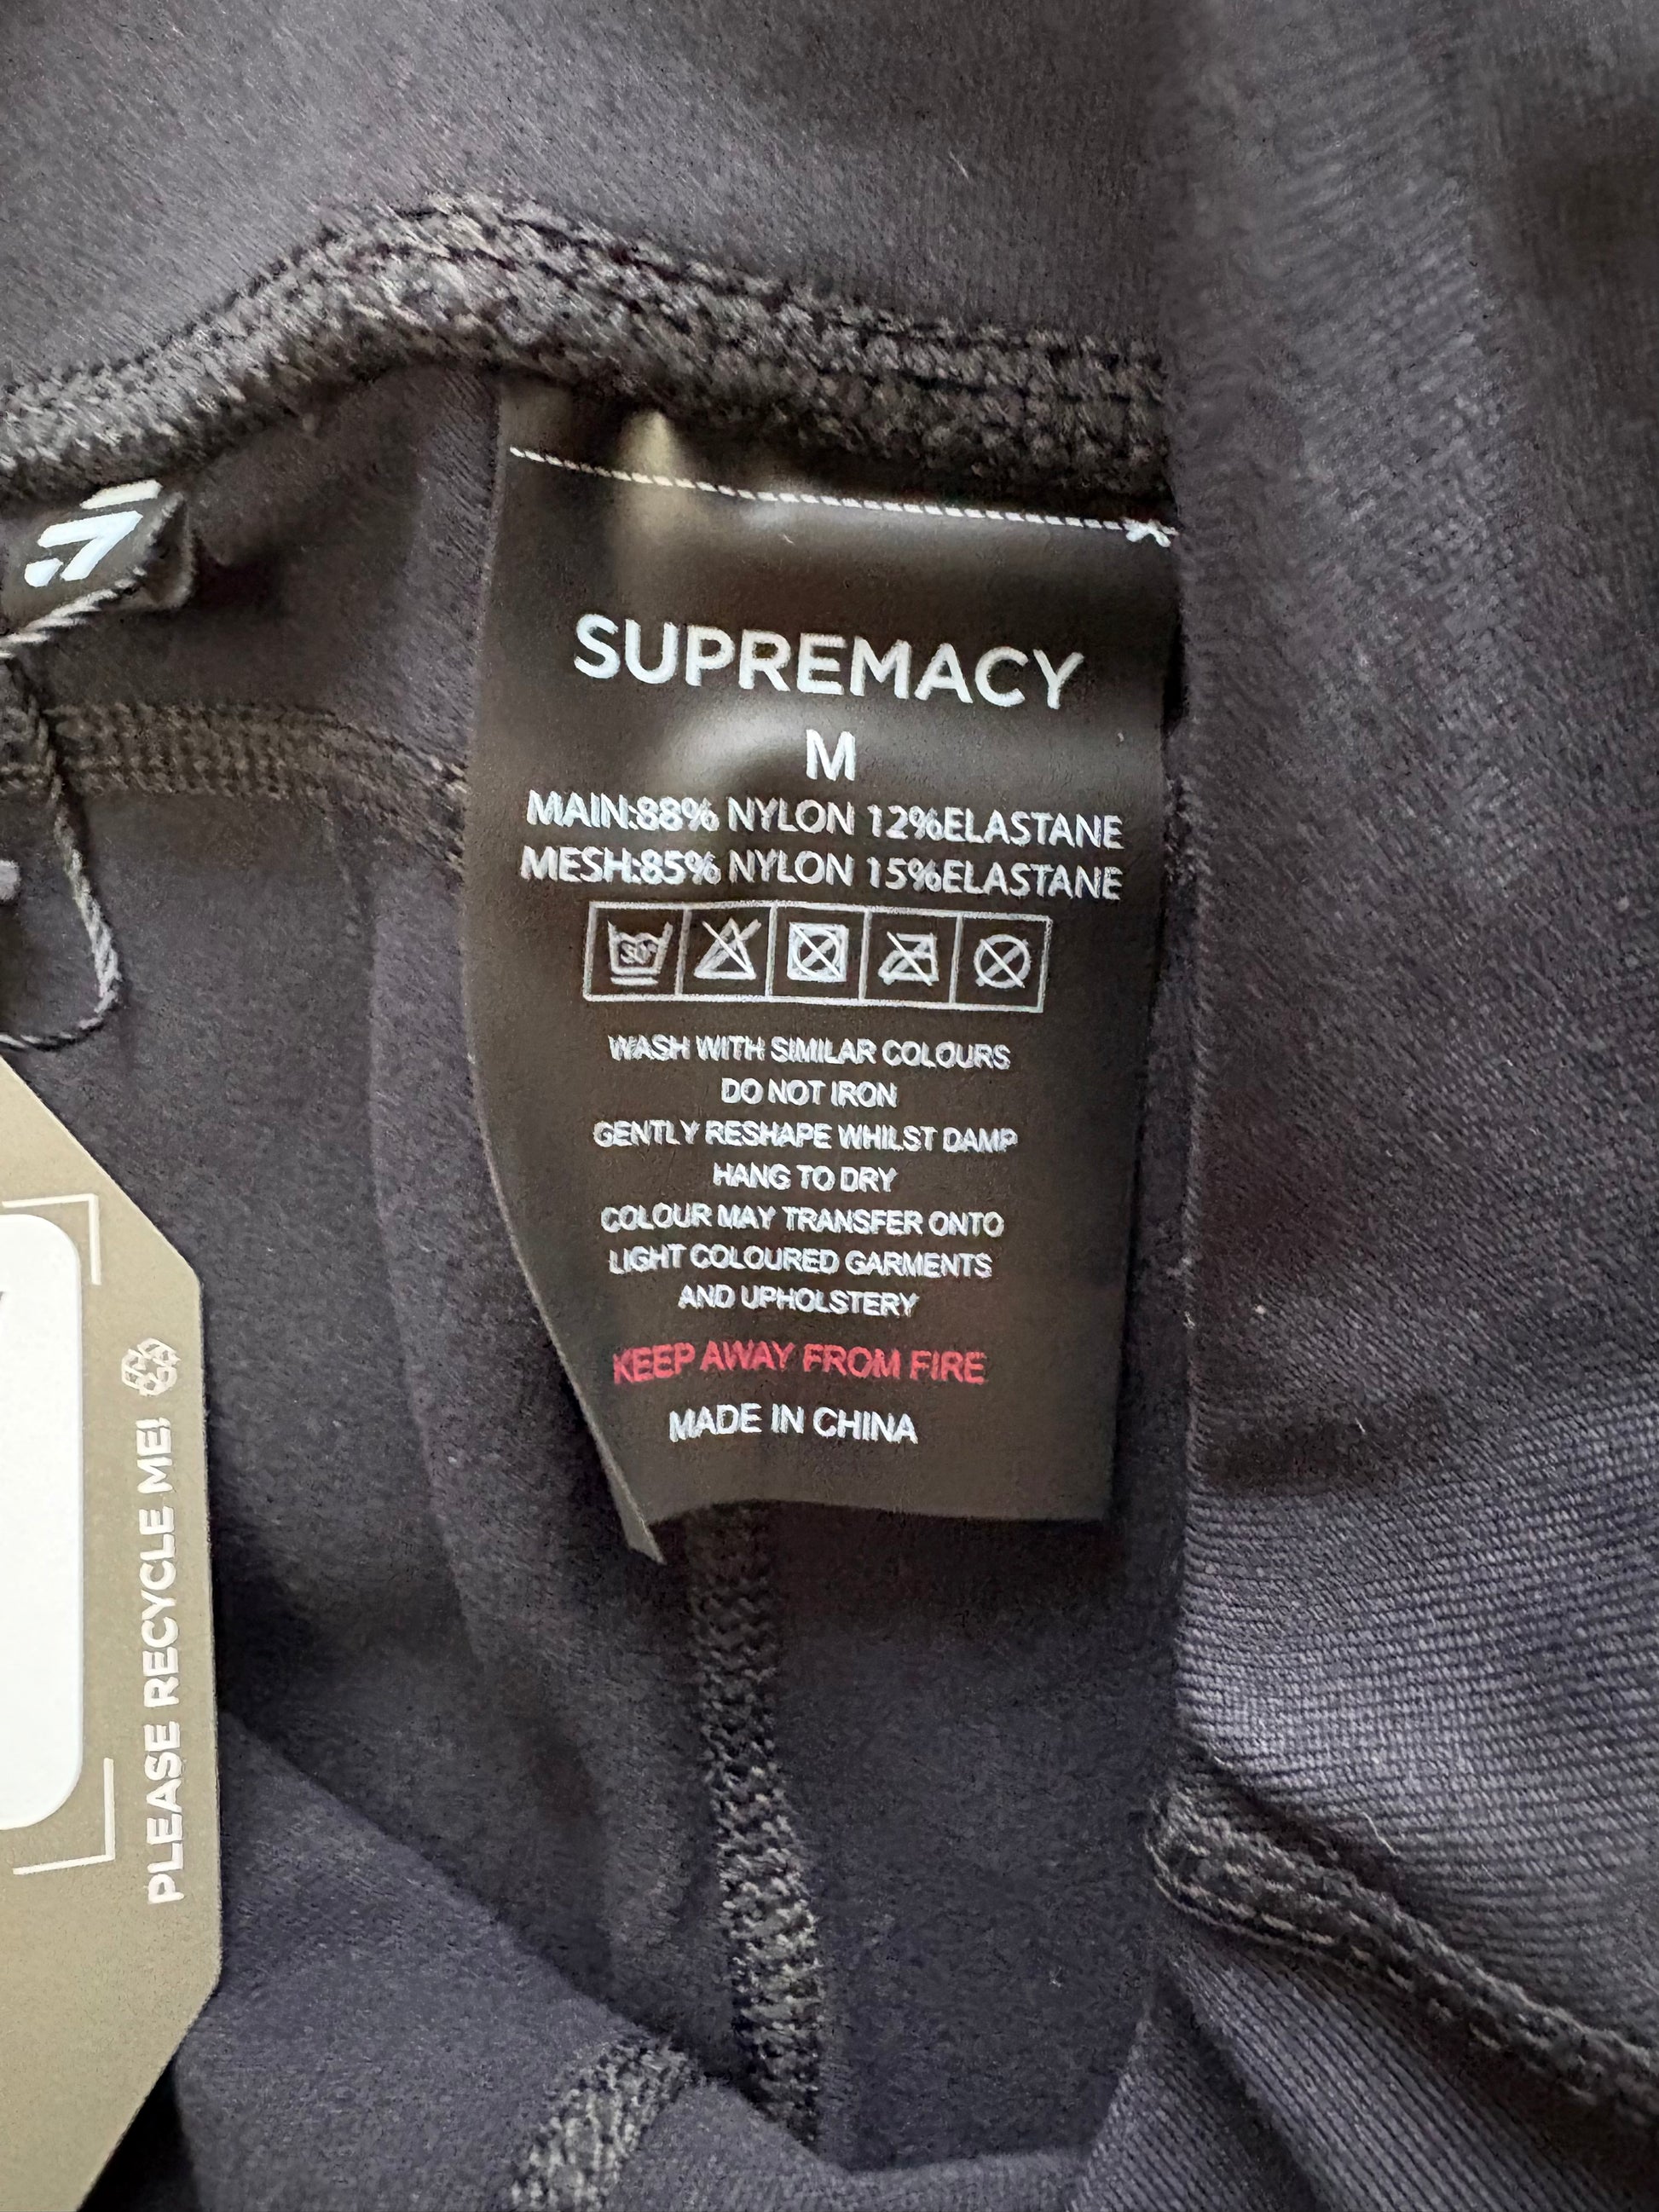 SUPREMACY
M
MAIN:88% NYLON 12%ELASTANE
MESH:85% NYLON 15%ELASTANE
30°
WASH WITH SIMILAR COLOURS
DO NOT IRON
GENTLY RESHAPE WHILST DAMP
HANG TO DRY
COLOUR MAY TRANSFER ONTO
LIGHT COLOURED GARMENTS
AND UPHOLSTERY
KEEP AWAY FROM FIRE
MADE IN CHINA
PLEASE RECYCLE ME!